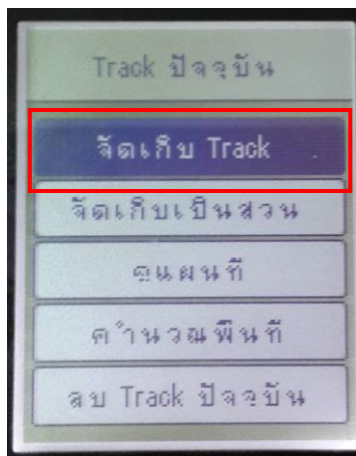 Track ปัจจุบัน
จัดเก็บ Track
จัดเก็บเป็นส่วน
ดูแผนที่
คำนวณพื้นที่
ลบ Track ปัจจุบัน